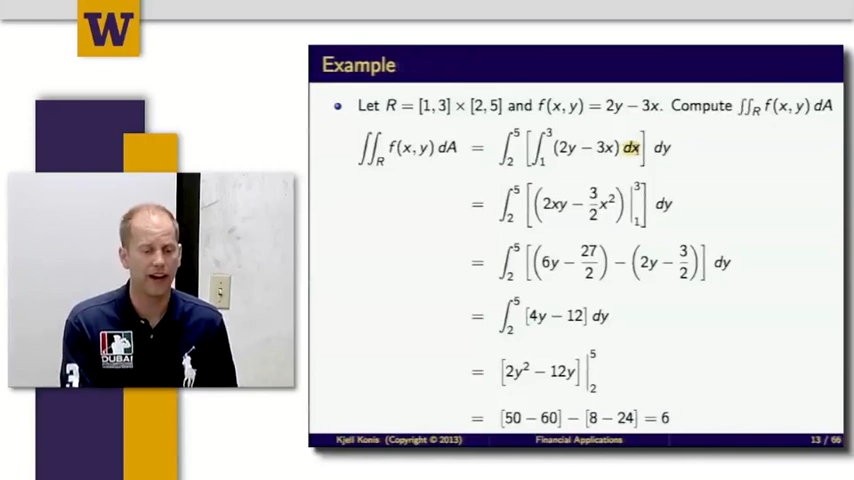 W
Example
Let R = [1, 3] × [2, 5] and f(x, y) = 2y − 3x. Compute ∬_R f(x, y) dA
∬_R f(x, y) dA = ∫_2^5 [ ∫_1^3 (2y − 3x) dx ] dy
= ∫_2^5 [ (2xy − 3/2 x²) |_1^3 ] dy
= ∫_2^5 [ (6y − 27/2) − (2y − 3/2) ] dy
= ∫_2^5 [4y − 12] dy
= [2y² − 12y] |_2^5
= [50 − 60] − [8 − 24] = 6
DUBAI
3
Kjell Konis (Copyright © 2013) Financial Applications 13 / 66